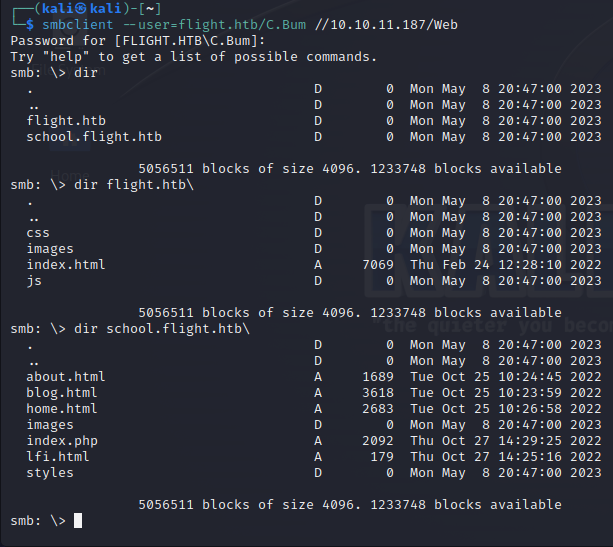 ┌──(kali㉿kali)-[~]
└─$ smbclient --user=flight.htb/C.Bum //10.10.11.187/Web
Password for [FLIGHT.HTB\C.Bum]:
Try "help" to get a list of possible commands.
smb: \> dir
. D 0 Mon May 8 20:47:00 2023
.. D 0 Mon May 8 20:47:00 2023
flight.htb D 0 Mon May 8 20:47:00 2023
school.flight.htb D 0 Mon May 8 20:47:00 2023
5056511 blocks of size 4096. 1233748 blocks available
smb: \> dir flight.htb\
. D 0 Mon May 8 20:47:00 2023
.. D 0 Mon May 8 20:47:00 2023
css D 0 Mon May 8 20:47:00 2023
images D 0 Mon May 8 20:47:00 2023
index.html A 7069 Thu Feb 24 12:28:10 2022
js D 0 Mon May 8 20:47:00 2023
5056511 blocks of size 4096. 1233748 blocks available
smb: \> dir school.flight.htb\
"the quieter you becom
. D 0 Mon May 8 20:47:00 2023
.. D 0 Mon May 8 20:47:00 2023
about.html A 1689 Tue Oct 25 10:24:45 2022
blog.html A 3618 Tue Oct 25 10:23:59 2022
home.html A 2683 Tue Oct 25 10:26:58 2022
images D 0 Mon May 8 20:47:00 2023
index.php A 2092 Thu Oct 27 14:29:25 2022
lfi.html A 179 Thu Oct 27 14:25:16 2022
styles D 0 Mon May 8 20:47:00 2023
5056511 blocks of size 4096. 1233748 blocks available
smb: \>